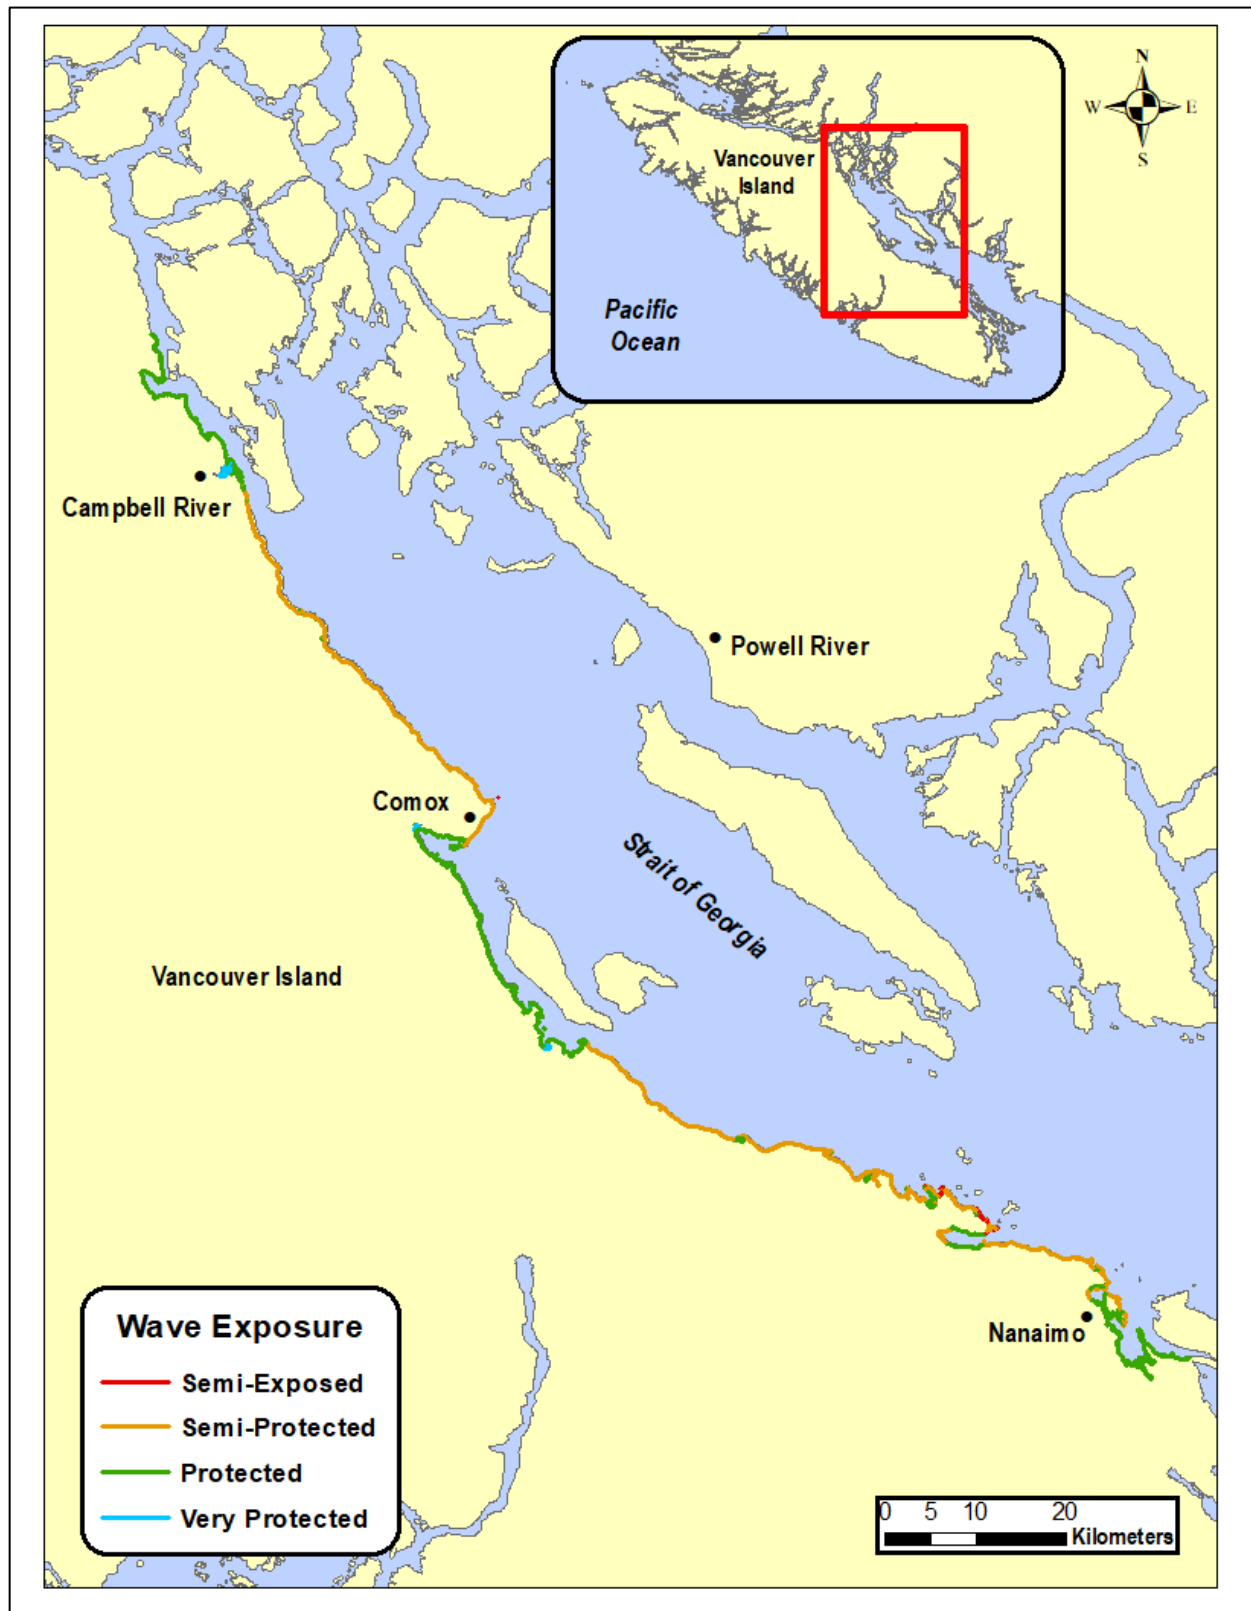 N
W E
S
Vancouver
Island
Pacific
Ocean
Campbell River
Powell River
Comox
Strait of Georgia
Vancouver Island
Nanaimo
Wave Exposure
Semi-Exposed
Semi-Protected
Protected
Very Protected
0 5 10 20
Kilometers